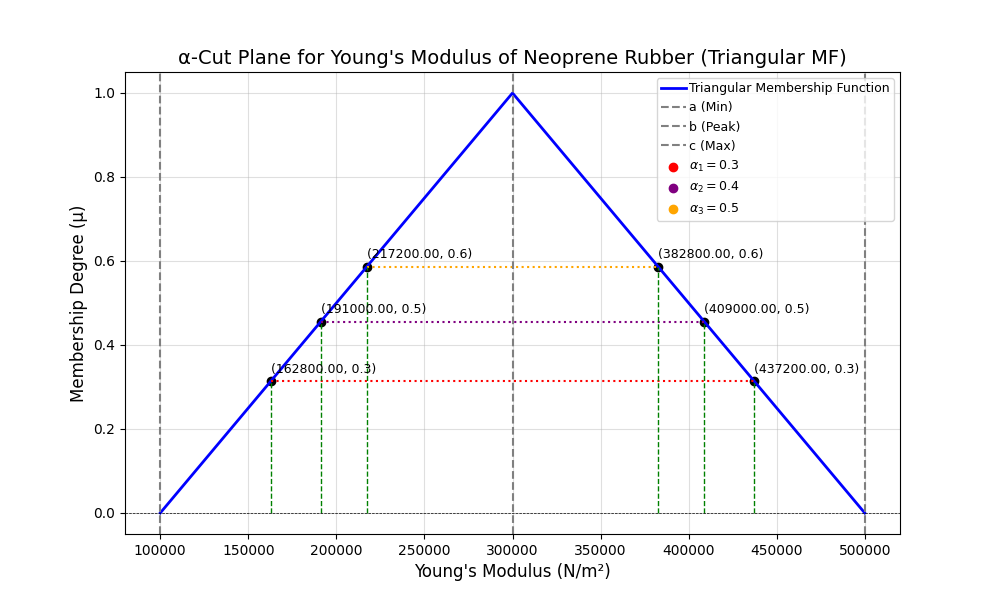 α-Cut Plane for Young's Modulus of Neoprene Rubber (Triangular MF)
Triangular Membership Function
a (Min)
b (Peak)
c (Max)
α₁ = 0.3
α₂ = 0.4
α₃ = 0.5
(217200.00, 0.6)
(382800.00, 0.6)
(191000.00, 0.5)
(409000.00, 0.5)
(162800.00, 0.3)
(437200.00, 0.3)
Membership Degree (μ)
1.0
0.8
0.6
0.4
0.2
0.0
100000 150000 200000 250000 300000 350000 400000 450000 500000
Young's Modulus (N/m²)